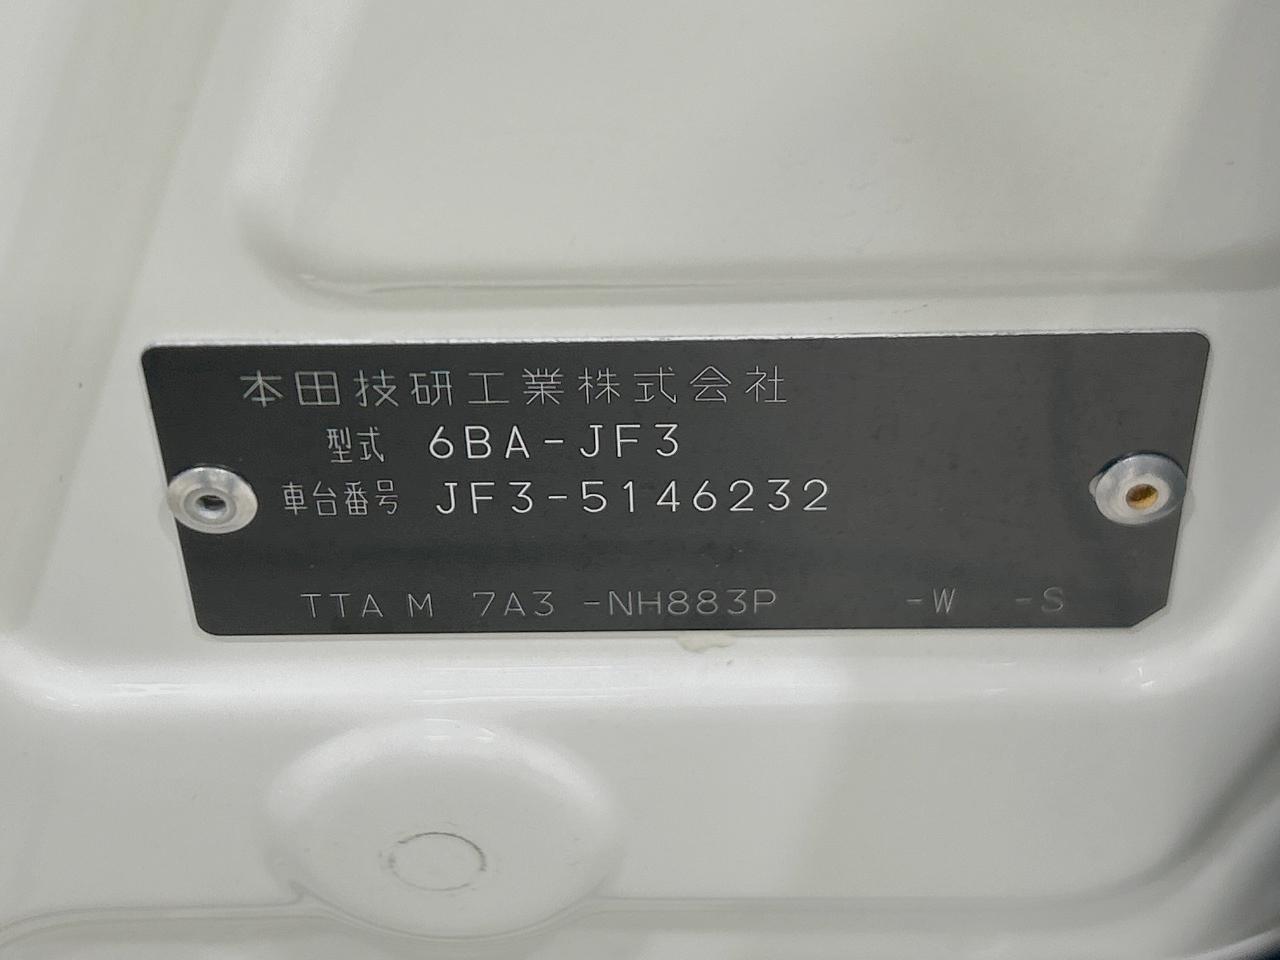 本田技研工業株式会社
型式 6BA-JF3
車台番号 JF3-5146232
TTA M 7A3 -NH883P -W -S